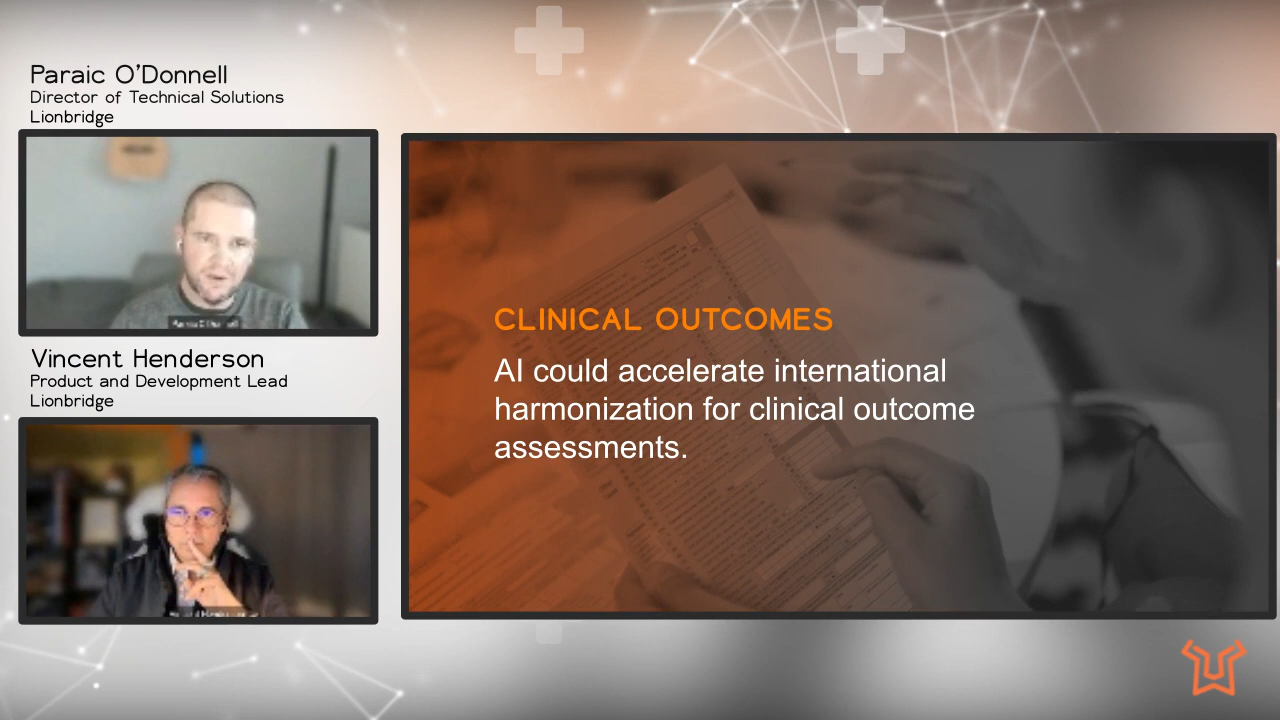 Paraic O'Donnell
Director of Technical Solutions
Lionbridge
Vincent Henderson
Product and Development Lead
Lionbridge
CLINICAL OUTCOMES
AI could accelerate international
harmonization for clinical outcome
assessments.